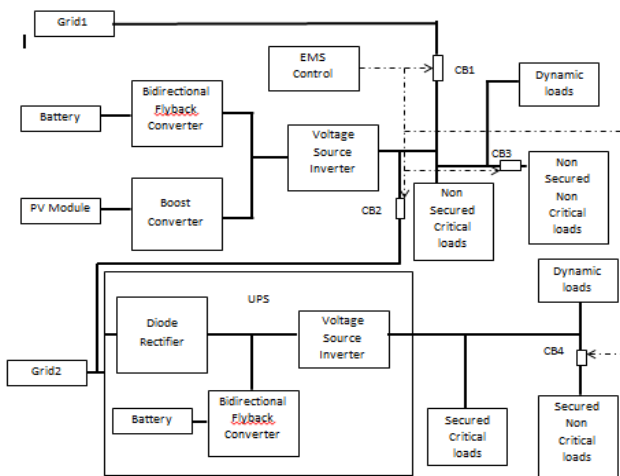 Grid1
EMS
Control
CB1
Dynamic
loads
Bidirectional
Flyback
Converter
Battery
Voltage
Source
Inverter
CB3
Non
Secured
Non
Critical
loads
PV Module
Boost
Converter
CB2
Non
Secured
Critical
loads
UPS
Dynamic
loads
Diode
Rectifier
Voltage
Source
Inverter
CB4
Grid2
Battery
Bidirectional
Flyback
Converter
Secured
Critical
loads
Secured
Non
Critical
loads